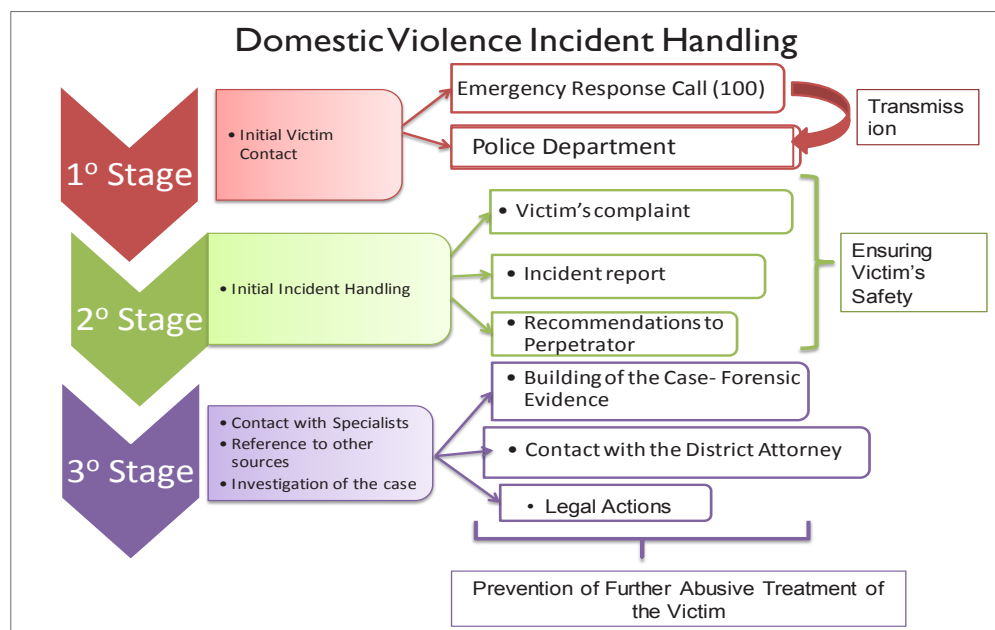 Domestic Violence Incident Handling
1º Stage
• Initial Victim
Contact
Emergency Response Call (100)
Police Department
Transmiss
ion
2º Stage
• Initial Incident Handling
• Victim's complaint
• Incident report
• Recommendations to
Perpetrator
Ensuring
Victim's
Safety
3º Stage
• Contact with Specialists
• Reference to other
sources
• Investigation of the case
• Building of the Case- Forensic
Evidence
• Contact with the District Attorney
• Legal Actions
Prevention of Further Abusive Treatment of
the Victim